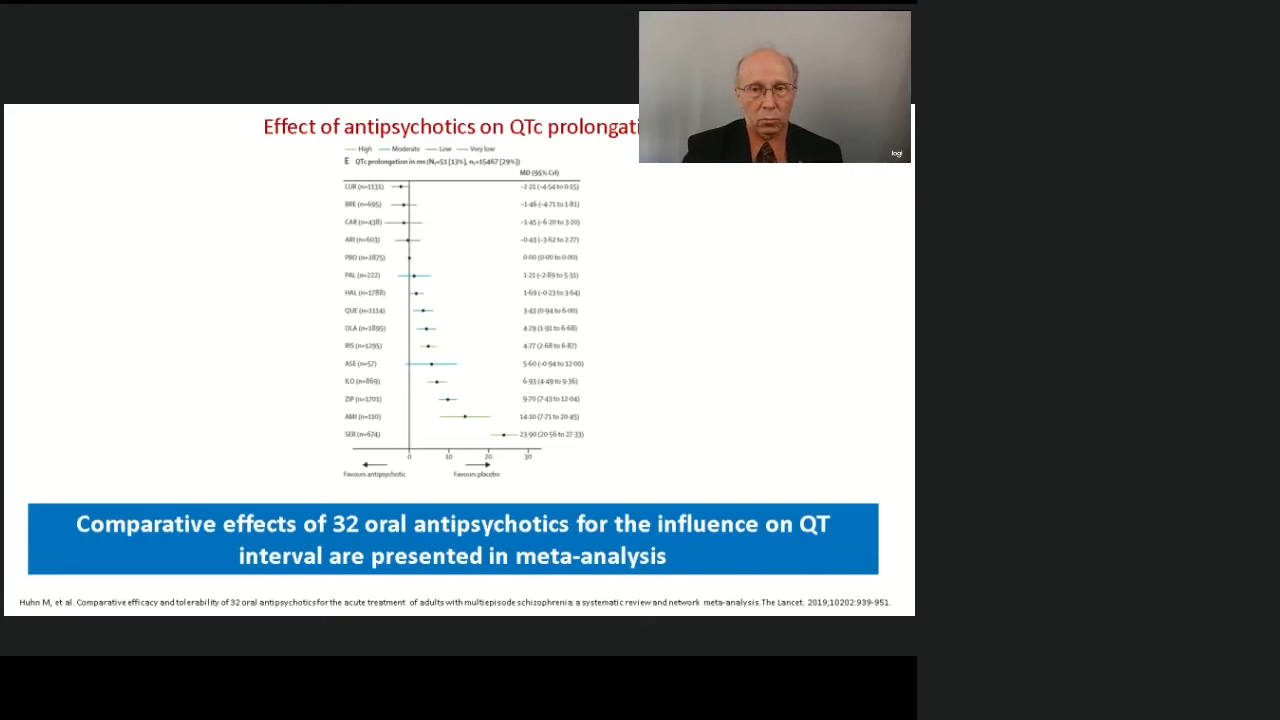 Effect of antipsychotics on QTc prolongati
High Moderate Low Very low
E QTc prolongation in ms (N₁=51 [13%], n₁=15467 [29%])
MD (95% CrI)
LUR (n=1131) -2·21 (-4·54 to 0·15)
BRE (n=695) -1·46 (-4·71 to 1·81)
CAR (n=438) -1·45 (-6·20 to 3·20)
ARI (n=603) -0·43 (-3·62 to 2·77)
PBO (n=2875) 0·00 (0·00 to 0·00)
PAL (n=222) 1·21 (-2·89 to 5·31)
HAL (n=1788) 1·69 (-0·23 to 3·64)
QUE (n=1114) 3·43 (0·94 to 6·00)
OLA (n=1895) 4·29 (1·91 to 6·68)
RIS (n=1295) 4·77 (2·68 to 6·87)
ASE (n=57) 5·60 (-0·94 to 12·00)
ILO (n=869) 6·93 (4·49 to 9·36)
ZIP (n=1701) 9·70 (7·43 to 12·04)
AMI (n=110) 14·10 (7·71 to 20·45)
SER (n=674) 23·90 (20·56 to 27·33)
0 10 20 30
Favours antipsychotic Favours placebo
Comparative effects of 32 oral antipsychotics for the influence on QT
interval are presented in meta-analysis
Huhn M, et al. Comparative efficacy and tolerability of 32 oral antipsychotics for the acute treatment of adults with multiepisode schizophrenia: a systematic review and network meta-analysis. The Lancet. 2019;10202:939-951.
logi